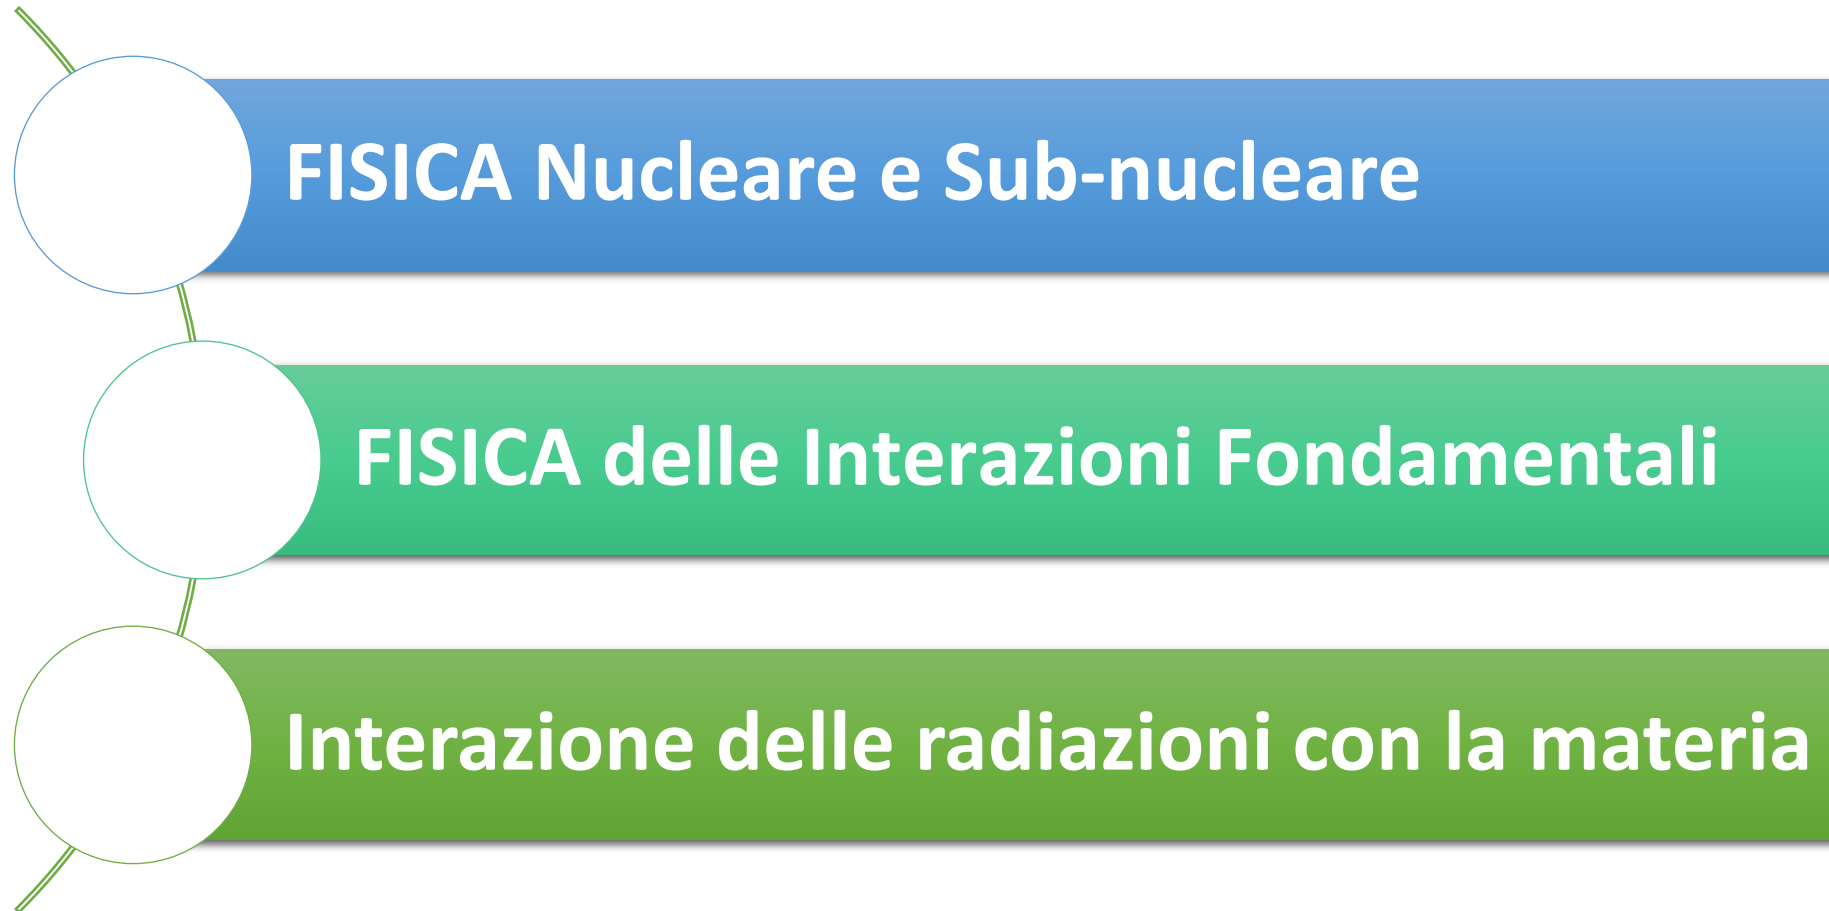 FISICA Nucleare e Sub-nucleare
FISICA delle Interazioni Fondamentali
Interazione delle radiazioni con la materia